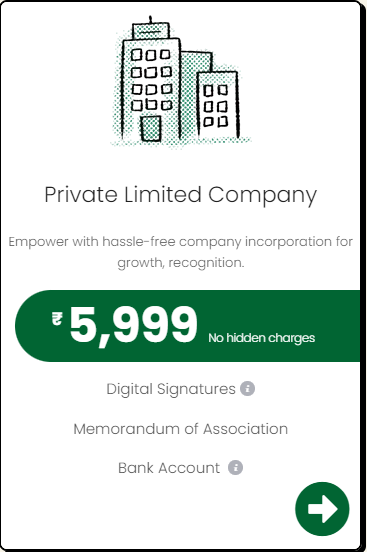 Private Limited Company
Empower with hassle-free company incorporation for
growth, recognition.
₹ 5,999 No hidden charges
Digital Signatures i
Memorandum of Association
Bank Account i